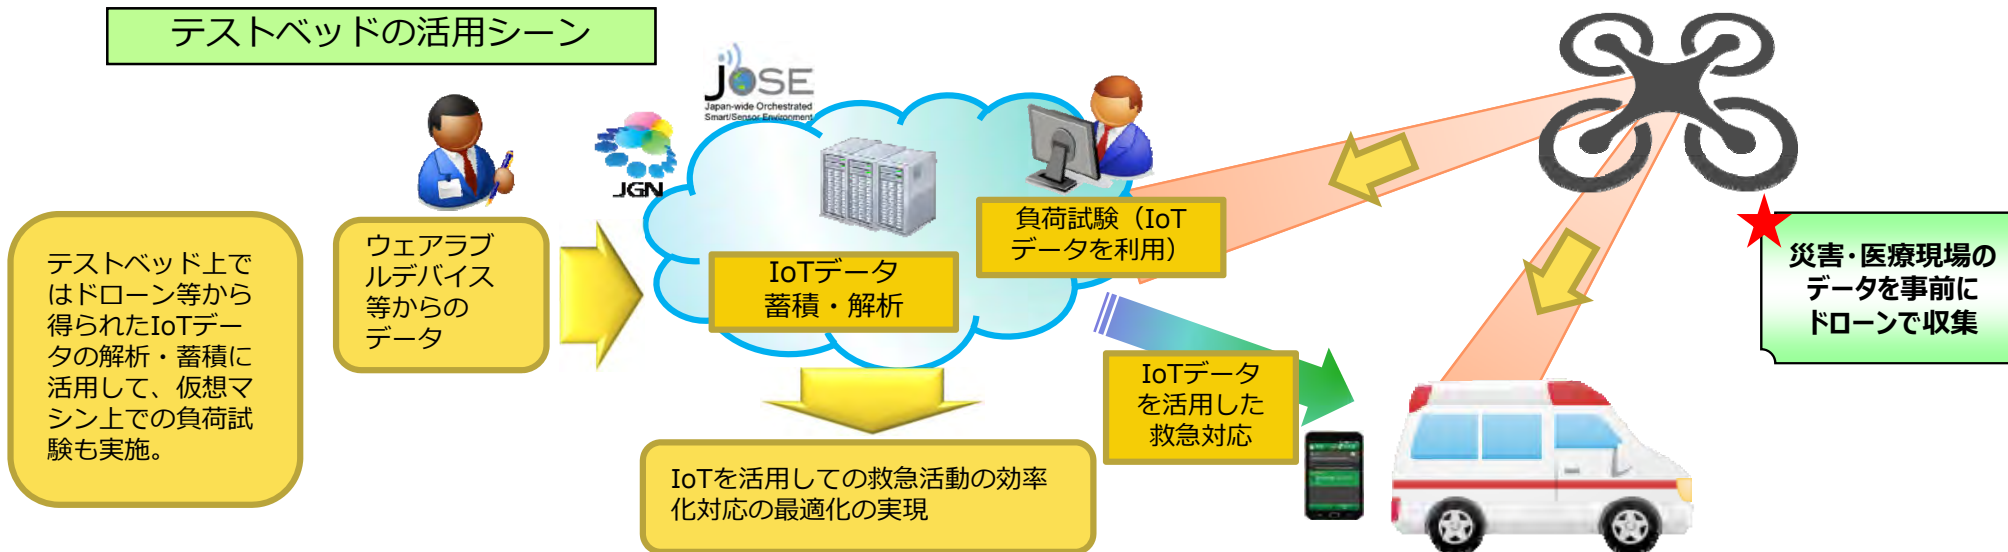 テストベッドの活用シーン
JOSE
Japan-wide Orchestrated
Smart/Sensor Environment
JGN
テストベッド上で
はドローン等から
得られたIoTデー
タの解析・蓄積に
活用して、仮想マ
シン上での負荷試
験も実施。
ウェアラブ
ルデバイス
等からの
データ
IoTデータ
蓄積・解析
負荷試験（IoT
データを利用）
災害・医療現場の
データを事前に
ドローンで収集
IoTデータ
を活用した
救急対応
IoTを活用しての救急活動の効率
化対応の最適化の実現